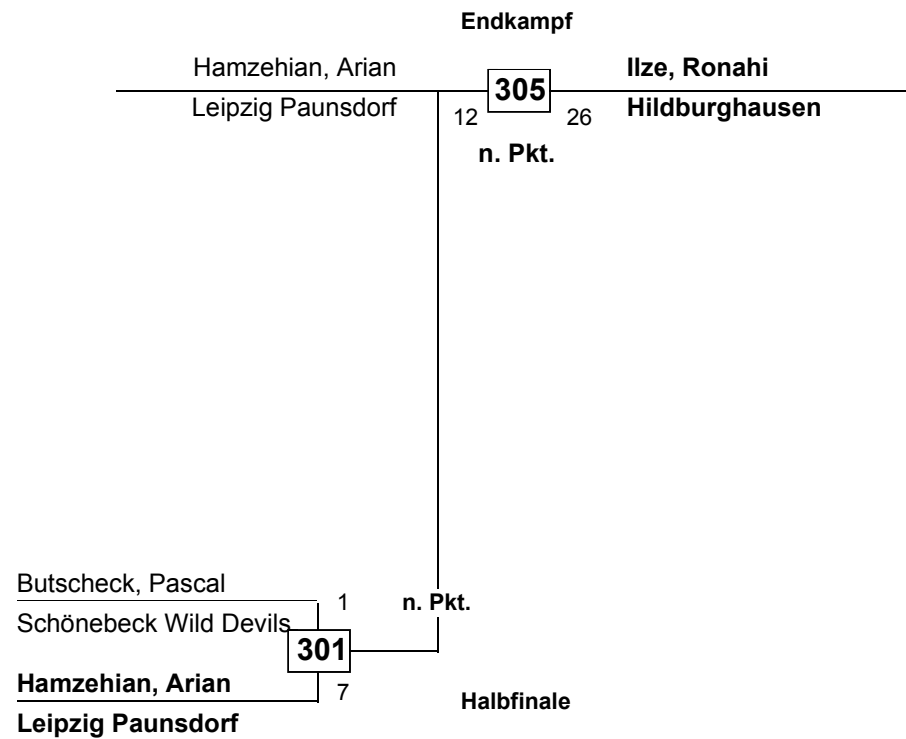 Endkampf
Hamzehian, Arian
Leipzig Paunsdorf
305
Ilze, Ronahi
Hildburghausen
12
26
n. Pkt.
Butscheck, Pascal
Schönebeck Wild Devils
1
n. Pkt.
301
Hamzehian, Arian
Leipzig Paunsdorf
7
Halbfinale